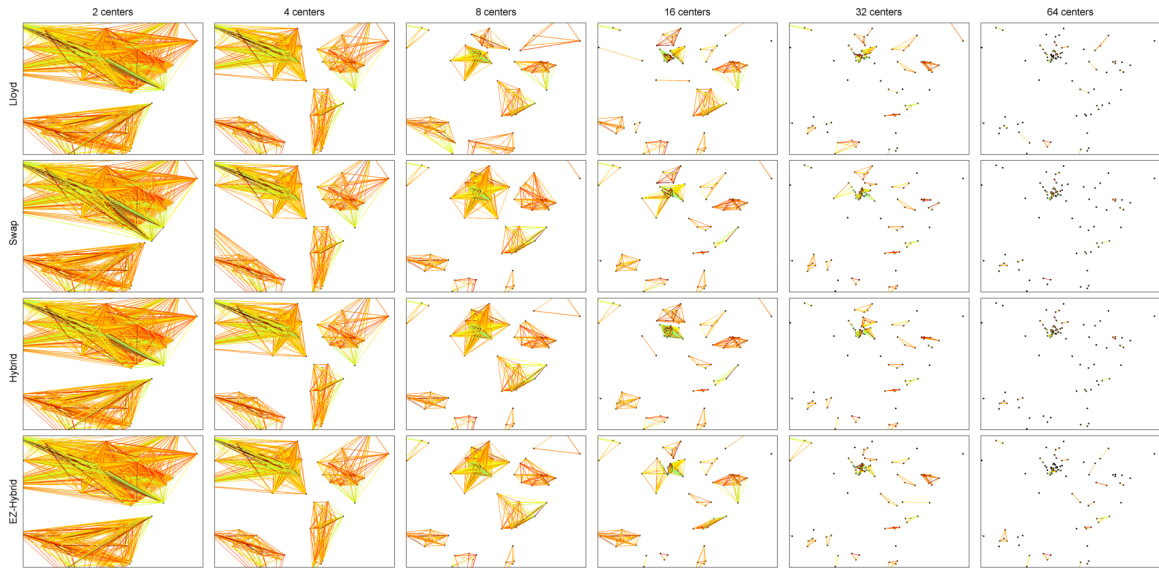 2 centers
4 centers
8 centers
16 centers
32 centers
64 centers
Lloyd
Swap
Hybrid
EZ-Hybrid